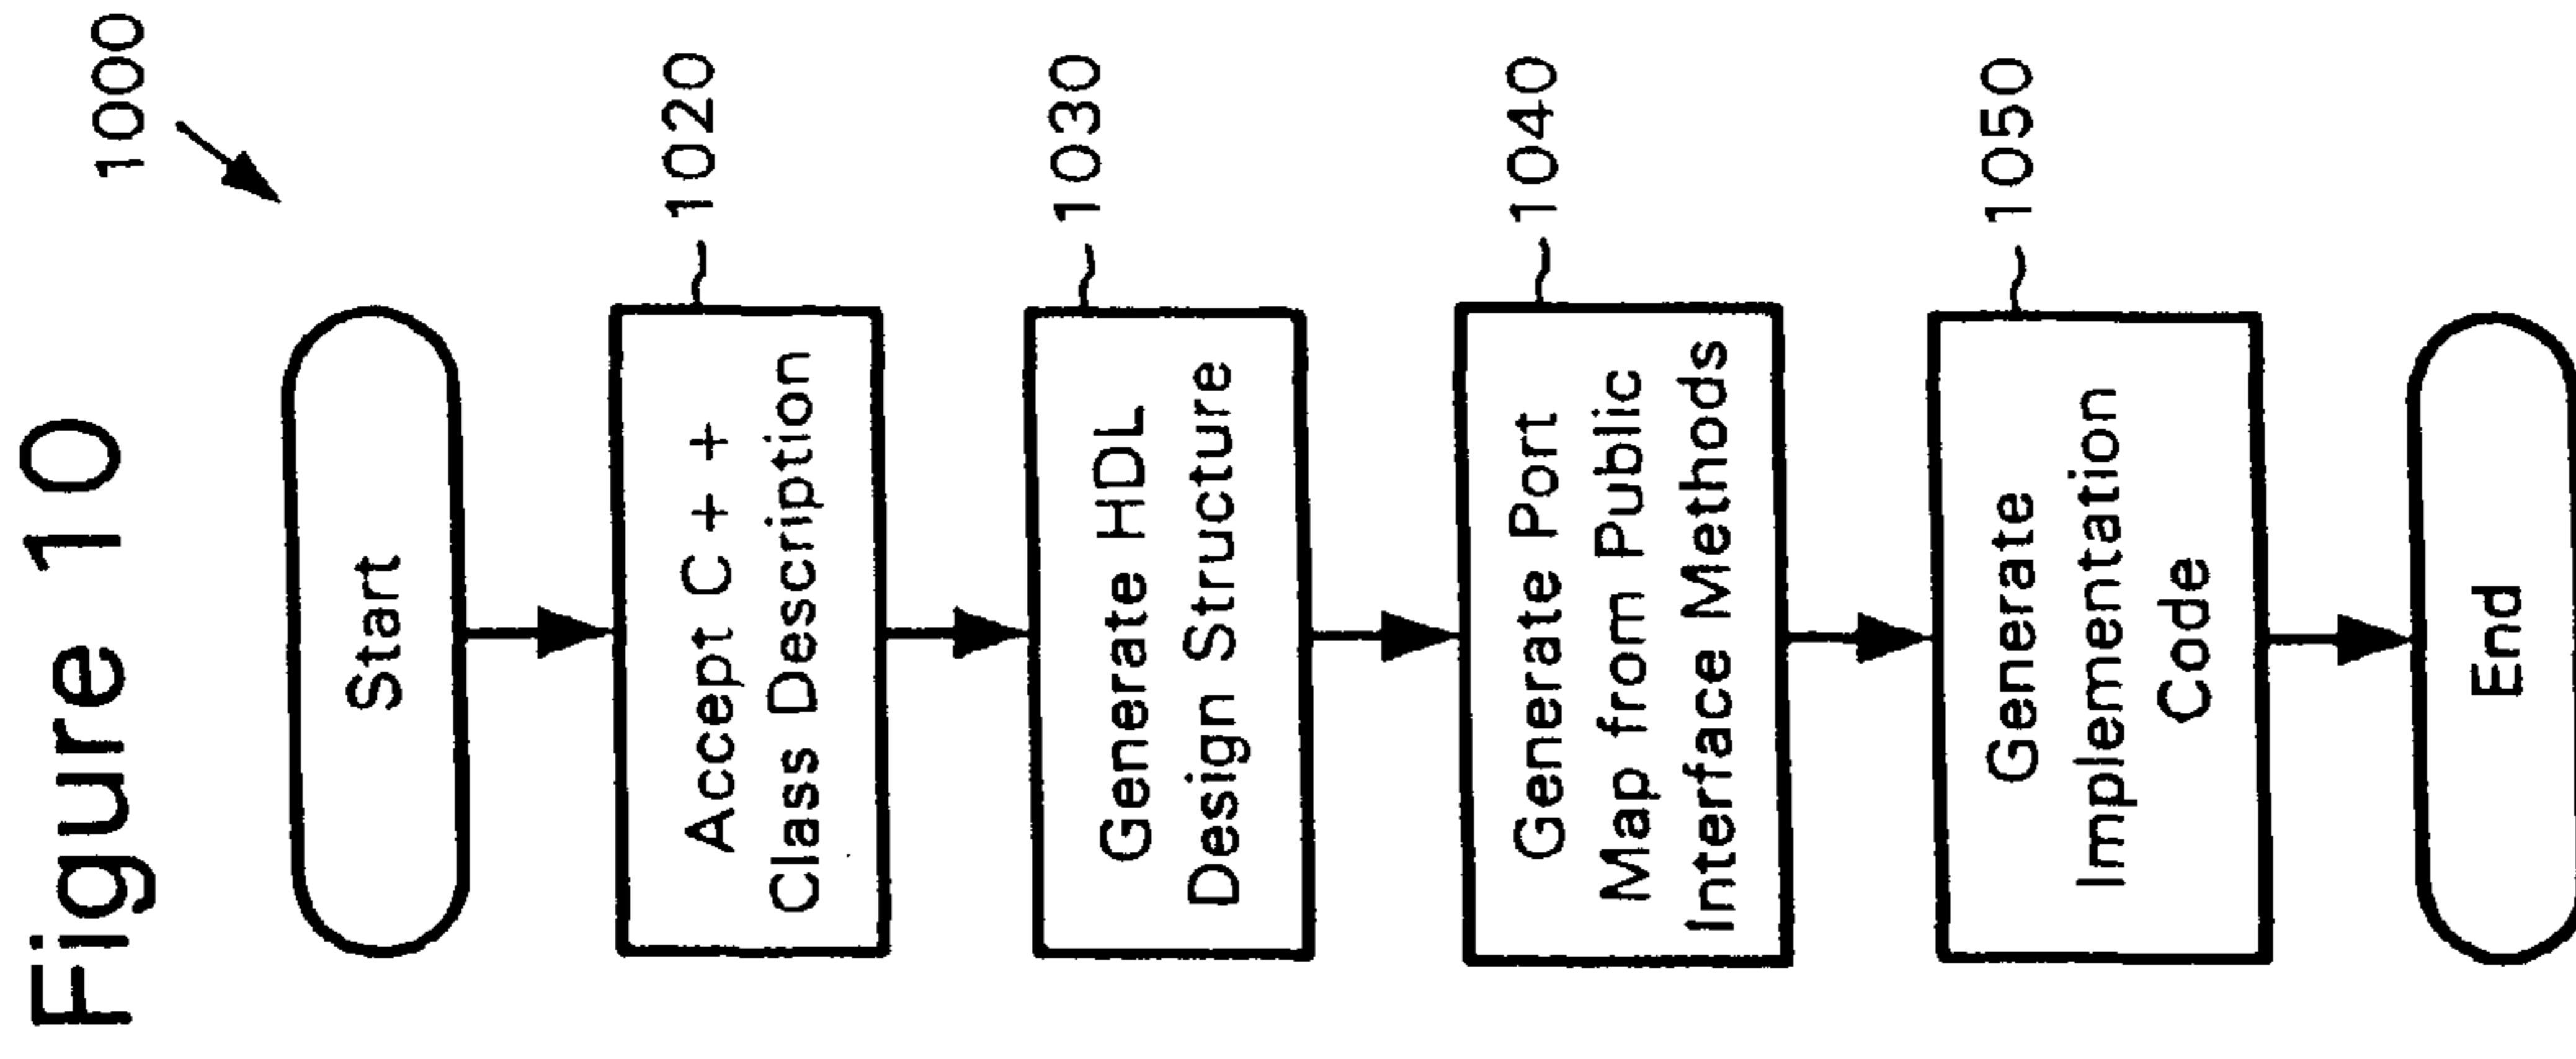 Figure 10
1000
Start
Accept C + +
Class Description
1020
Generate HDL
Design Structure
1030
Generate Port
Map from Public
Interface Methods
1040
Generate
Implementation
Code
1050
End